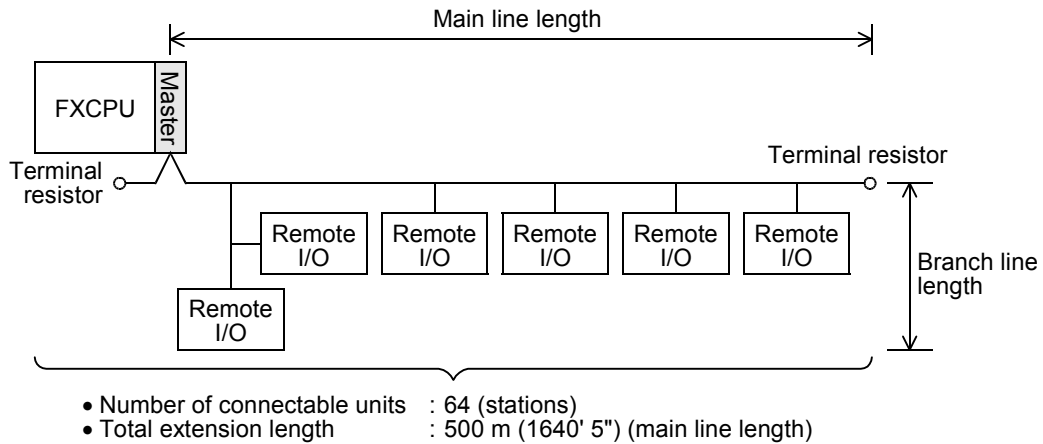 Main line length
FXCPU
Master
Terminal
resistor
Terminal resistor
Remote
I/O
Remote
I/O
Remote
I/O
Remote
I/O
Remote
I/O
Remote
I/O
Branch line
length
• Number of connectable units : 64 (stations)
• Total extension length : 500 m (1640' 5") (main line length)